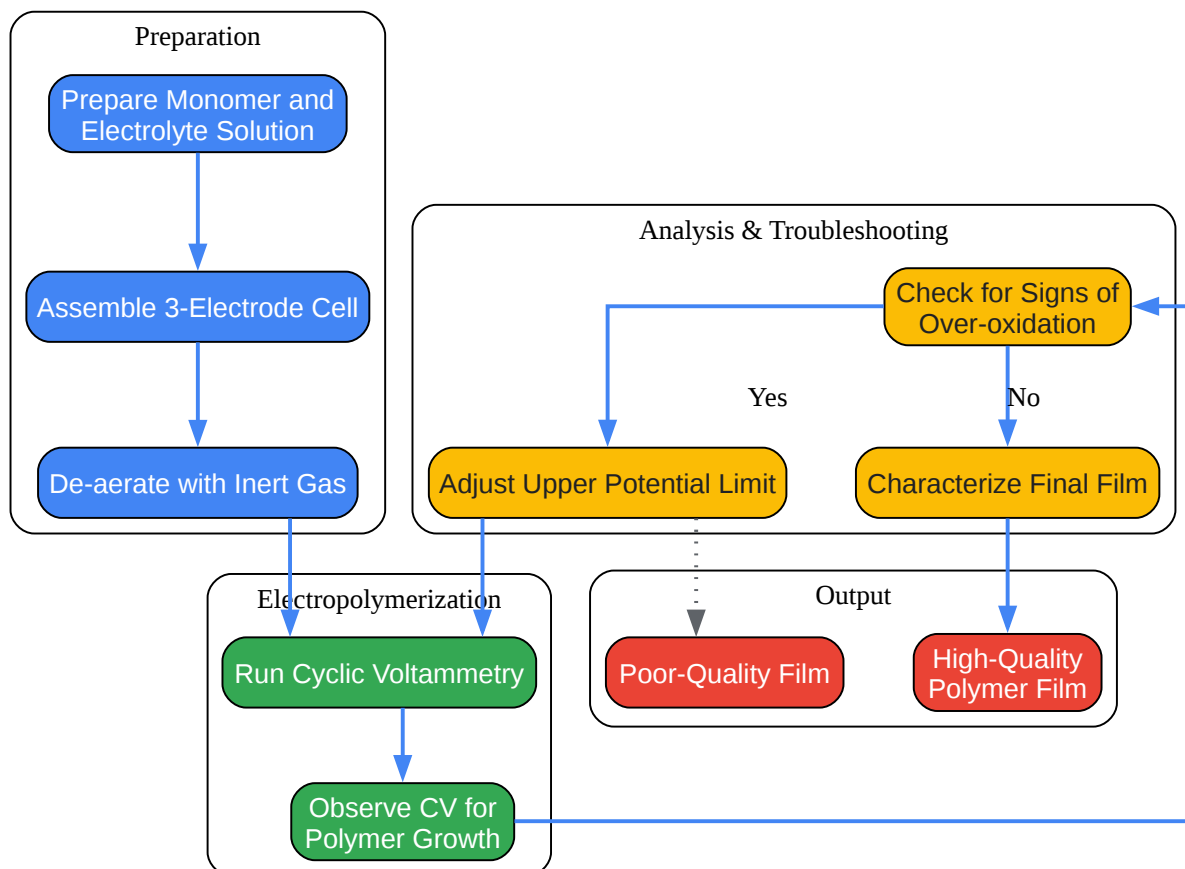 Preparation
Prepare Monomer and
Electrolyte Solution
Assemble 3-Electrode Cell
De-aerate with Inert Gas
Analysis & Troubleshooting
Check for Signs of
Over-oxidation
Yes
No
Adjust Upper Potential Limit
Characterize Final Film
Electropolymerization
Run Cyclic Voltammetry
Observe CV for
Polymer Growth
Output
Poor-Quality Film
High-Quality
Polymer Film